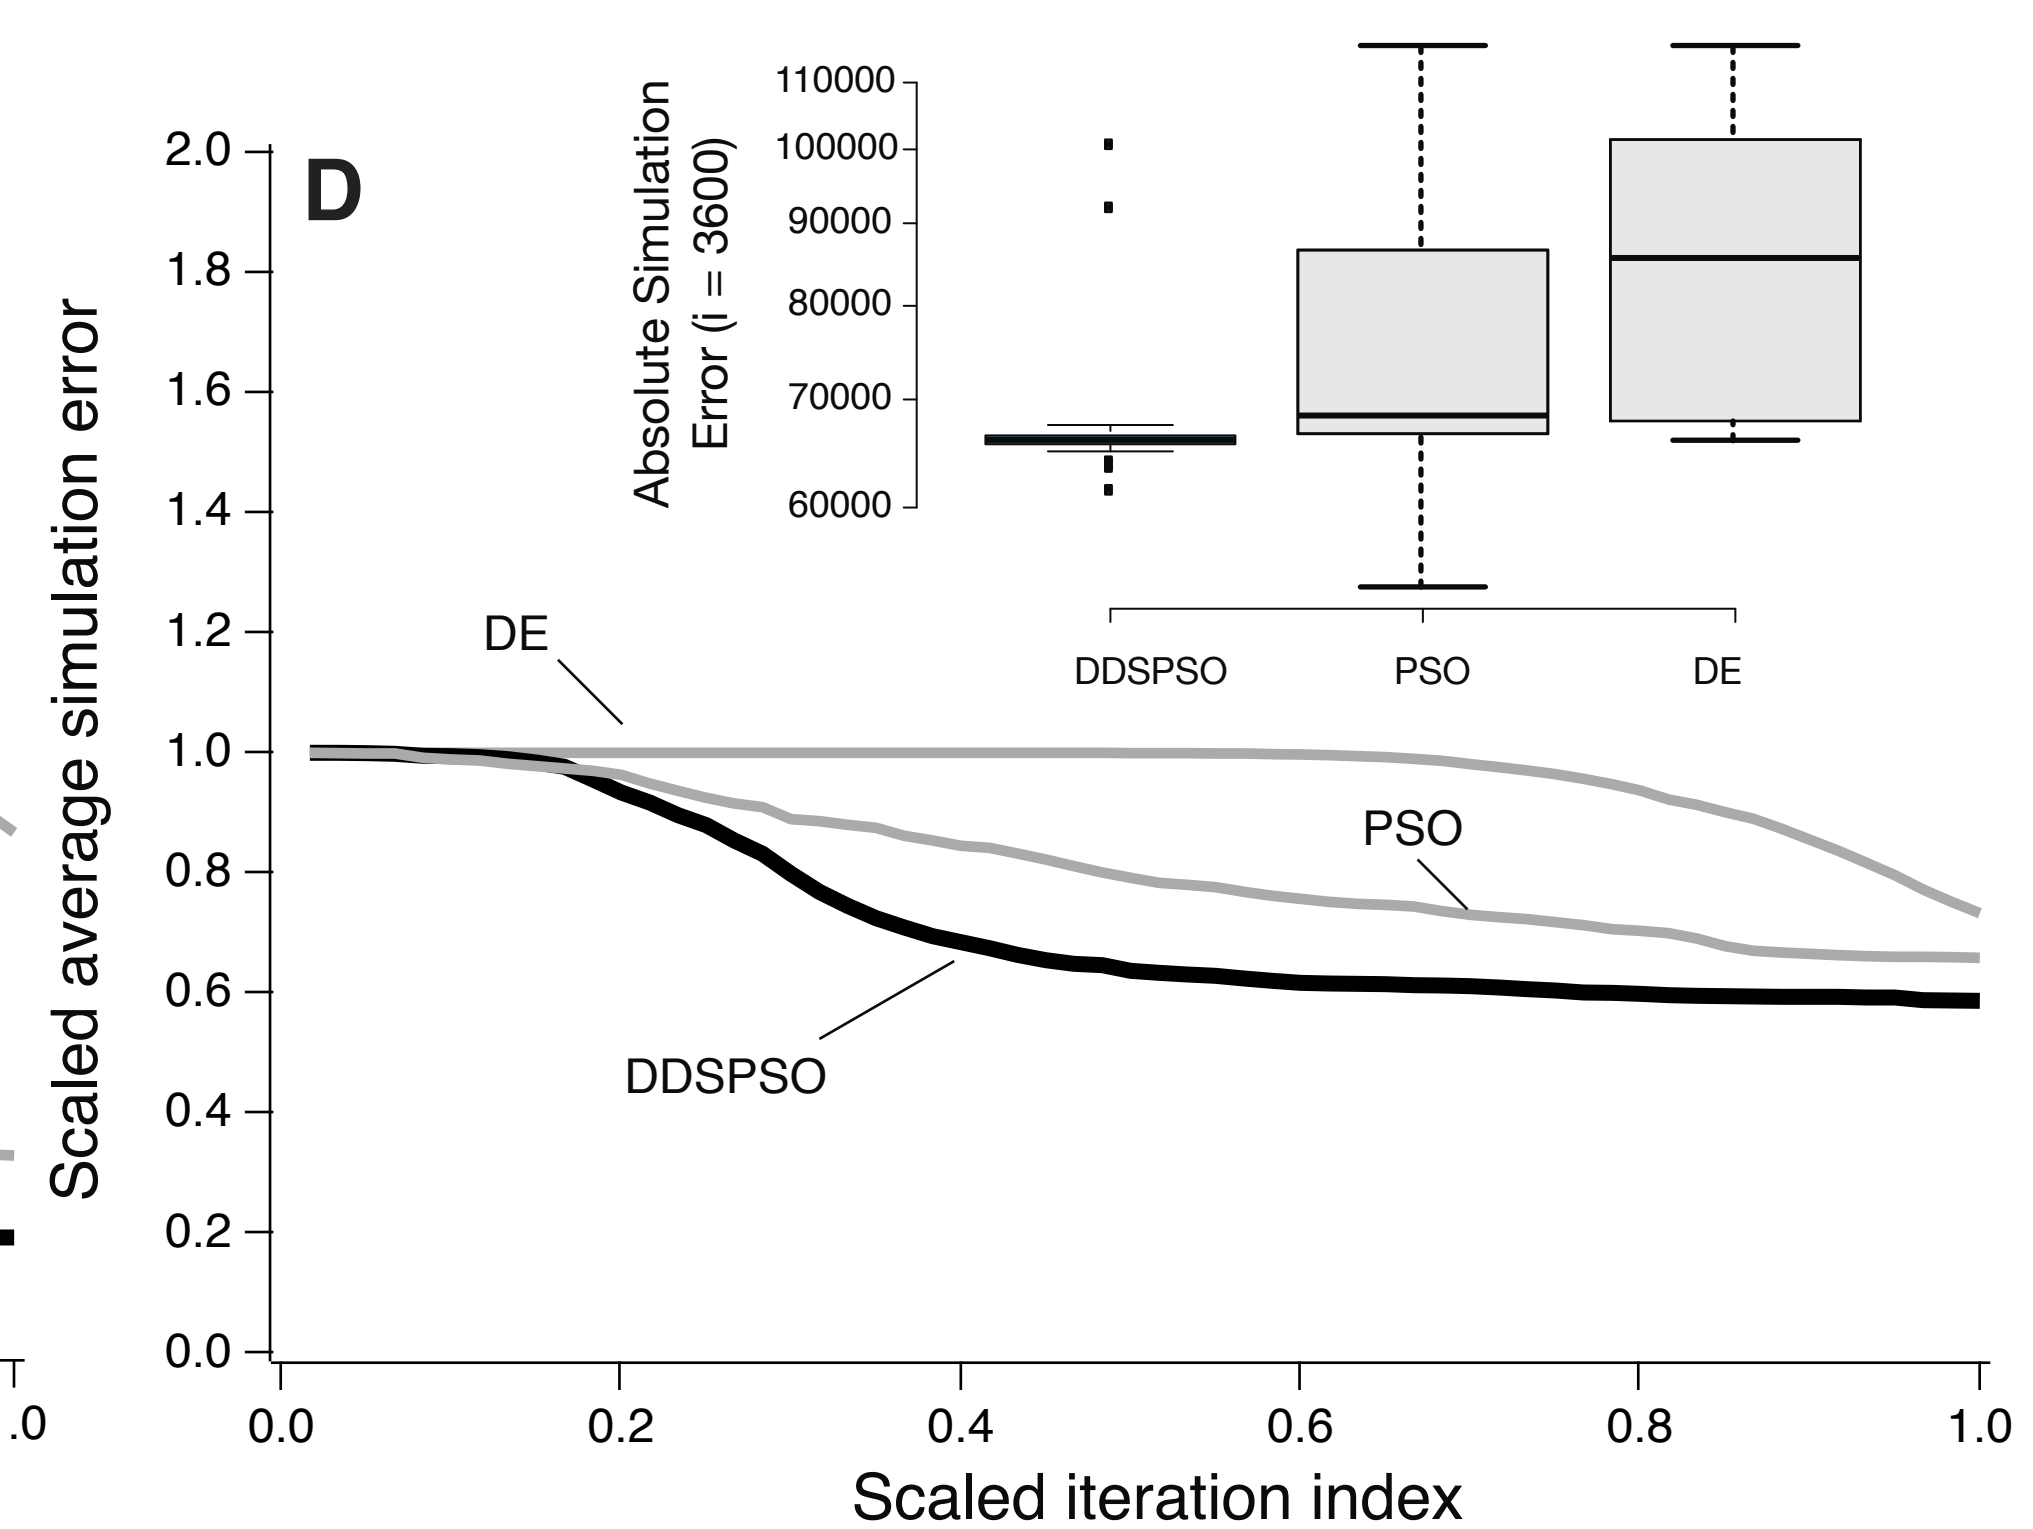 D
Scaled average simulation error
2.0
1.8
1.6
1.4
1.2
1.0
0.8
0.6
0.4
0.2
0.0
Absolute Simulation
Error (i = 3600)
110000
100000
90000
80000
70000
60000
DDSPSO PSO DE
DE
PSO
DDSPSO
.0
0.0 0.2 0.4 0.6 0.8 1.0
Scaled iteration index